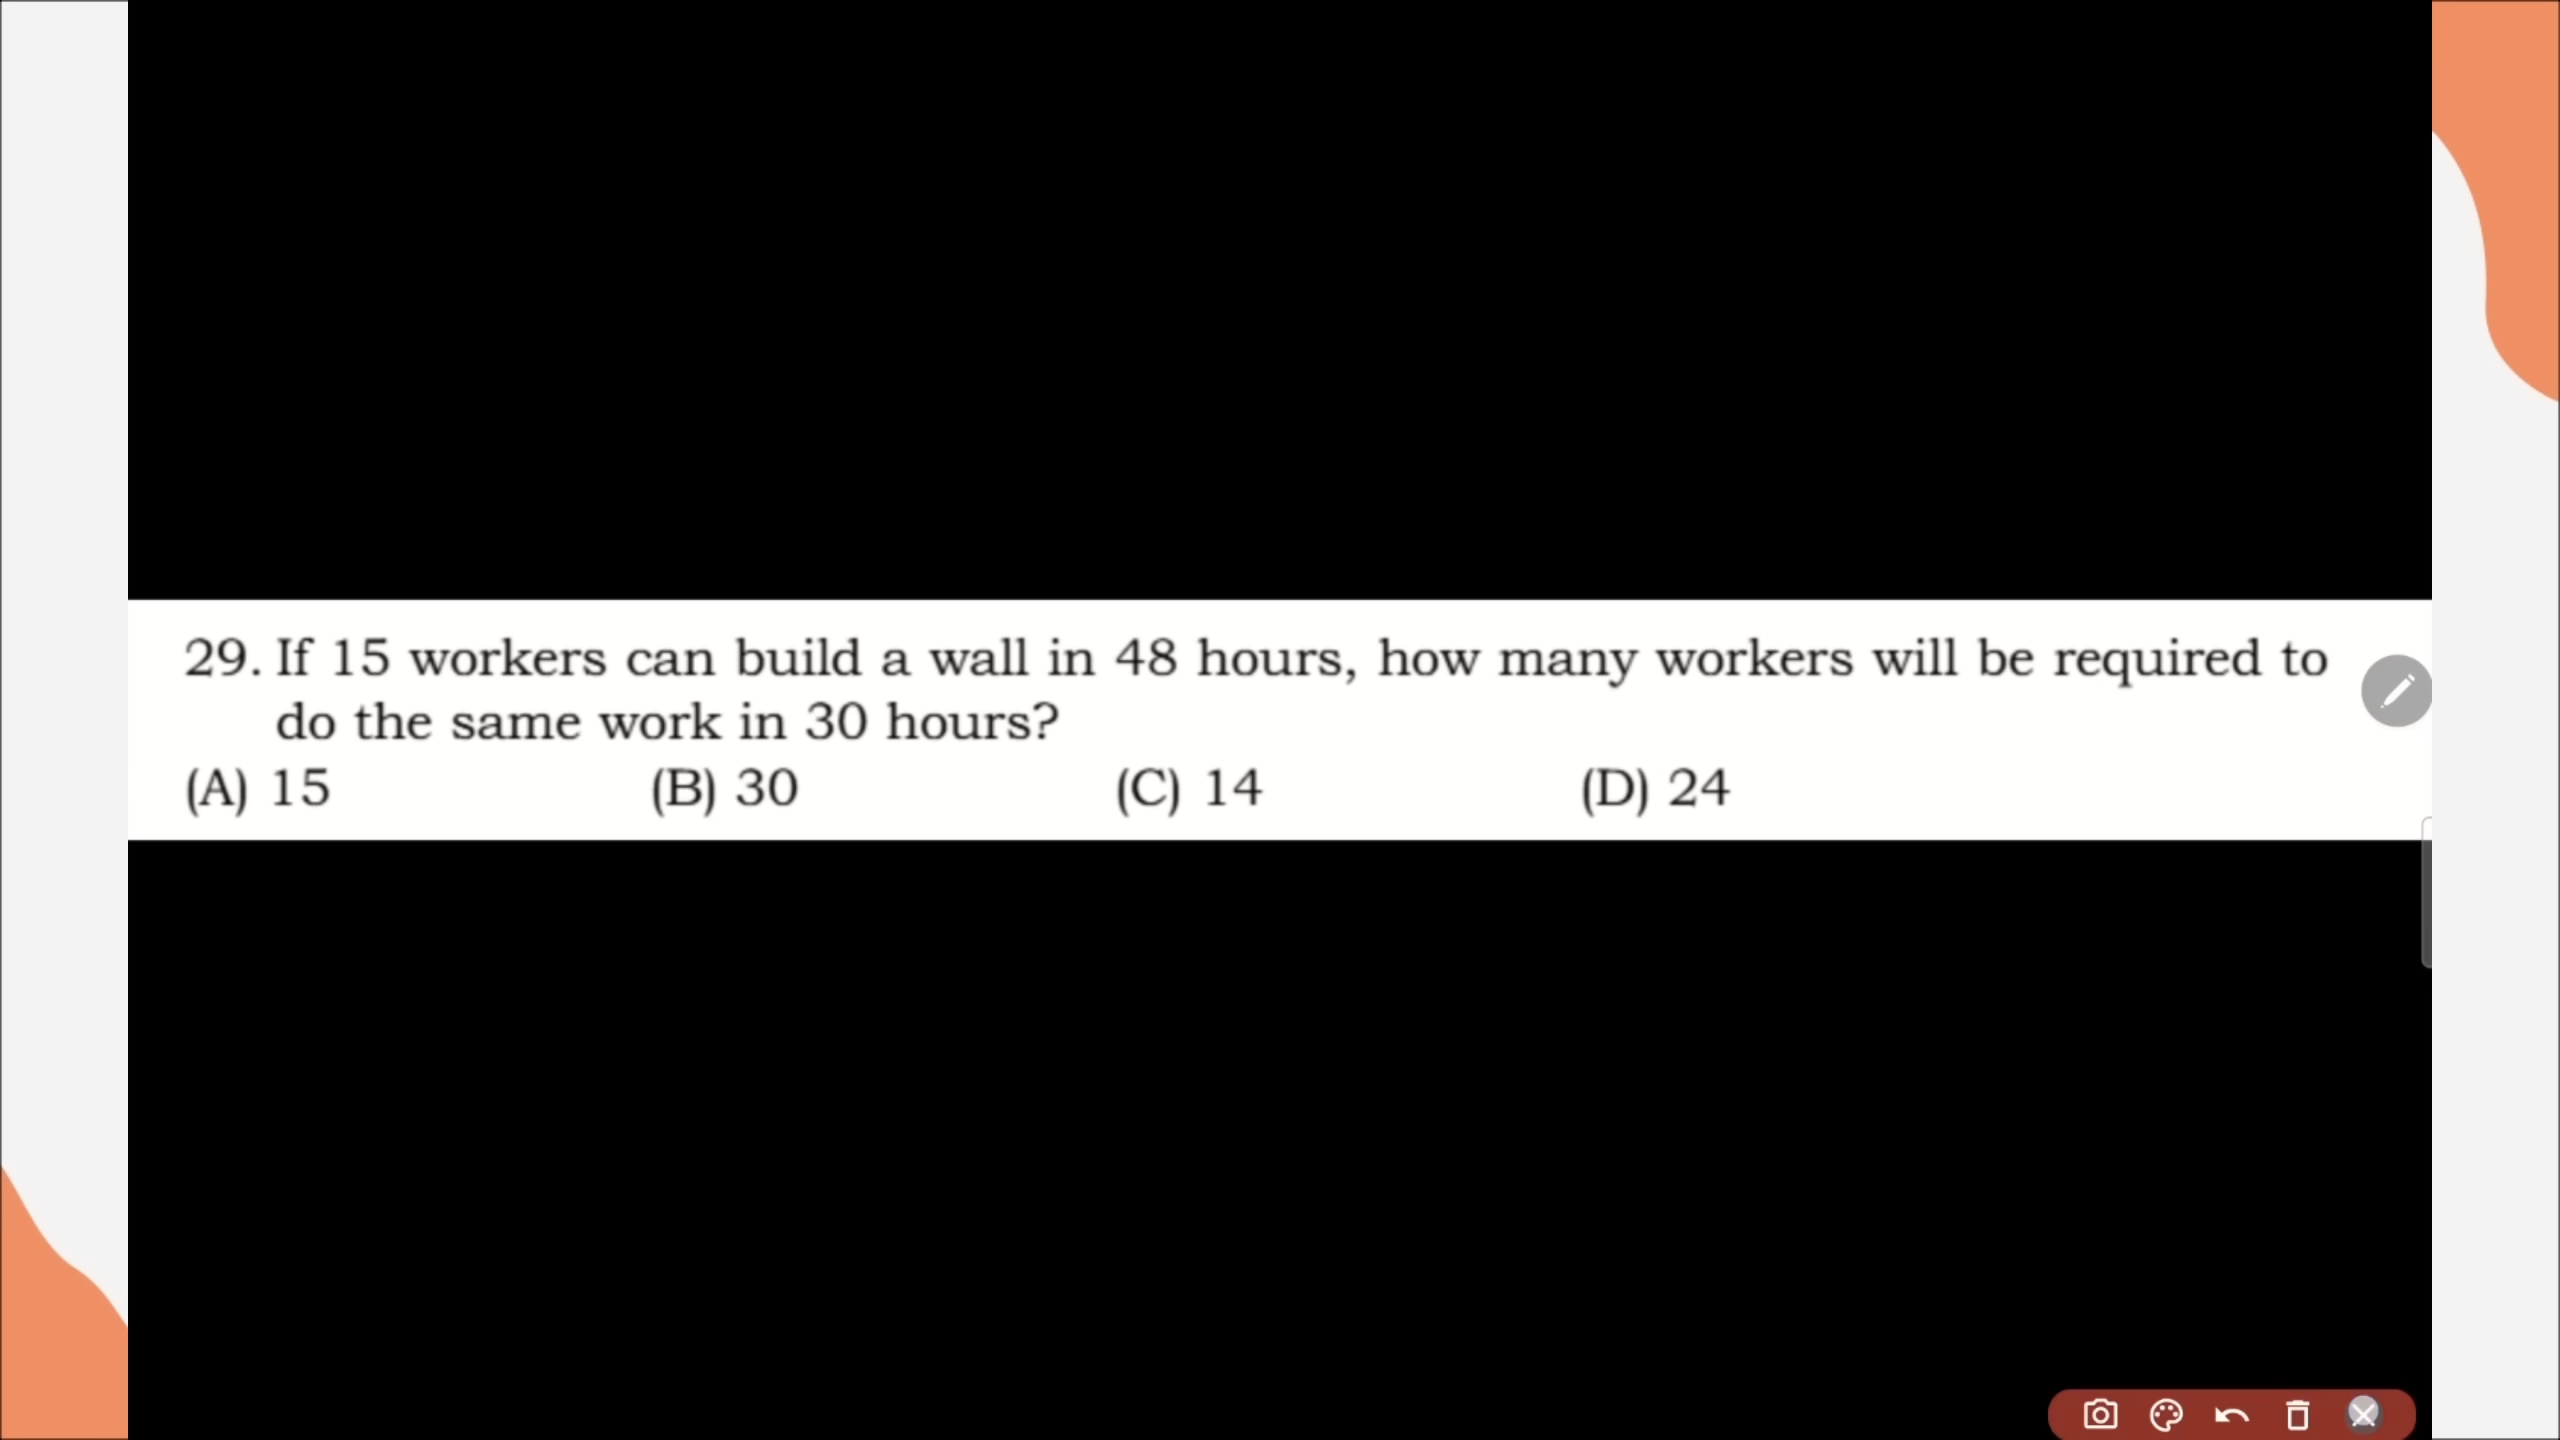 29. If 15 workers can build a wall in 48 hours, how many workers will be required to
do the same work in 30 hours?
(A) 15 (B) 30 (C) 14 (D) 24